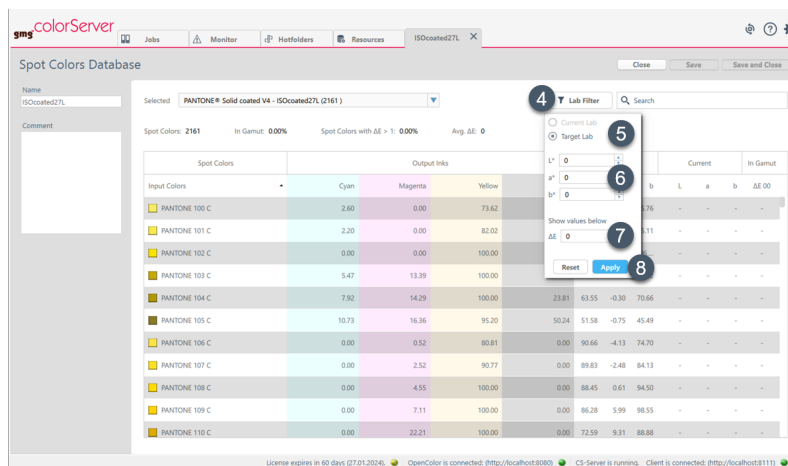 gmg colorServer
Jobs Monitor Hotfolders Resources ISOcoated27L
Spot Colors Database Close Save Save and Close
Name
ISOcoated27L
Comment
Selected PANTONE® Solid coated V4 - ISOcoated27L (2161 ) 4 Lab Filter Search
Spot Colors: 2161 In Gamut: 0.00% Spot Colors with ΔE > 1: 0.00% Avg. ΔE: 0
Current Lab
Target Lab 5
L* 0
a* 0 6
b* 0
Show values below
ΔE 0 7
Reset Apply 8
Spot Colors Output Inks Current In Gamut
Input Colors Cyan Magenta Yellow b L a b ΔE 00
PANTONE 100 C 2.60 0.00 73.62 5.76 - - - -
PANTONE 101 C 2.20 0.00 82.02 5.11 - - - -
PANTONE 102 C 0.00 0.00 100.00 - - - -
PANTONE 103 C 5.47 13.39 100.00 - - - -
PANTONE 104 C 7.92 14.29 100.00 23.81 63.55 -0.30 70.66 - - - -
PANTONE 105 C 10.73 16.36 95.20 50.24 51.58 -0.75 45.49 - - - -
PANTONE 106 C 0.00 0.52 80.81 0.00 90.66 -4.13 74.70 - - - -
PANTONE 107 C 0.00 2.52 90.77 0.00 89.83 -2.48 84.13 - - - -
PANTONE 108 C 0.00 4.55 100.00 0.00 88.45 0.61 94.50 - - - -
PANTONE 109 C 0.00 7.11 100.00 0.00 86.28 5.99 98.55 - - - -
PANTONE 110 C 0.00 22.21 100.00 0.00 72.59 9.31 88.88 - - - -
License expires in 60 days (27.01.2024). OpenColor is connected: (http://localhost:8080) CS-Server is running. Client is connected: (http://localhost:8111)